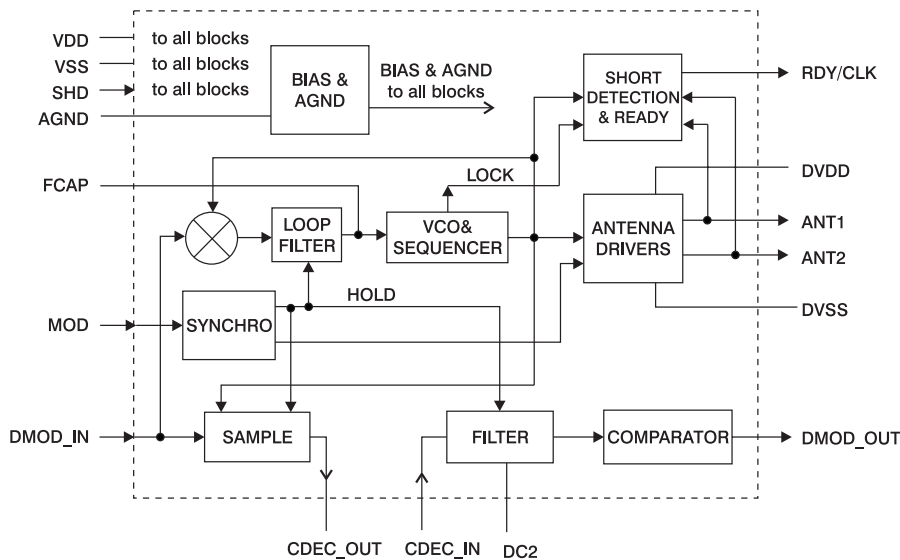 VDD to all blocks
VSS to all blocks
SHD to all blocks
AGND
BIAS &
AGND
BIAS & AGND
to all blocks
SHORT
DETECTION
& READY
RDY/CLK
FCAP
LOCK
DVDD
LOOP
FILTER
VCO&
SEQUENCER
ANTENNA
DRIVERS
ANT1
ANT2
HOLD
DVSS
MOD
SYNCHRO
DMOD_IN
SAMPLE
FILTER
COMPARATOR
DMOD_OUT
CDEC_OUT
CDEC_IN
DC2